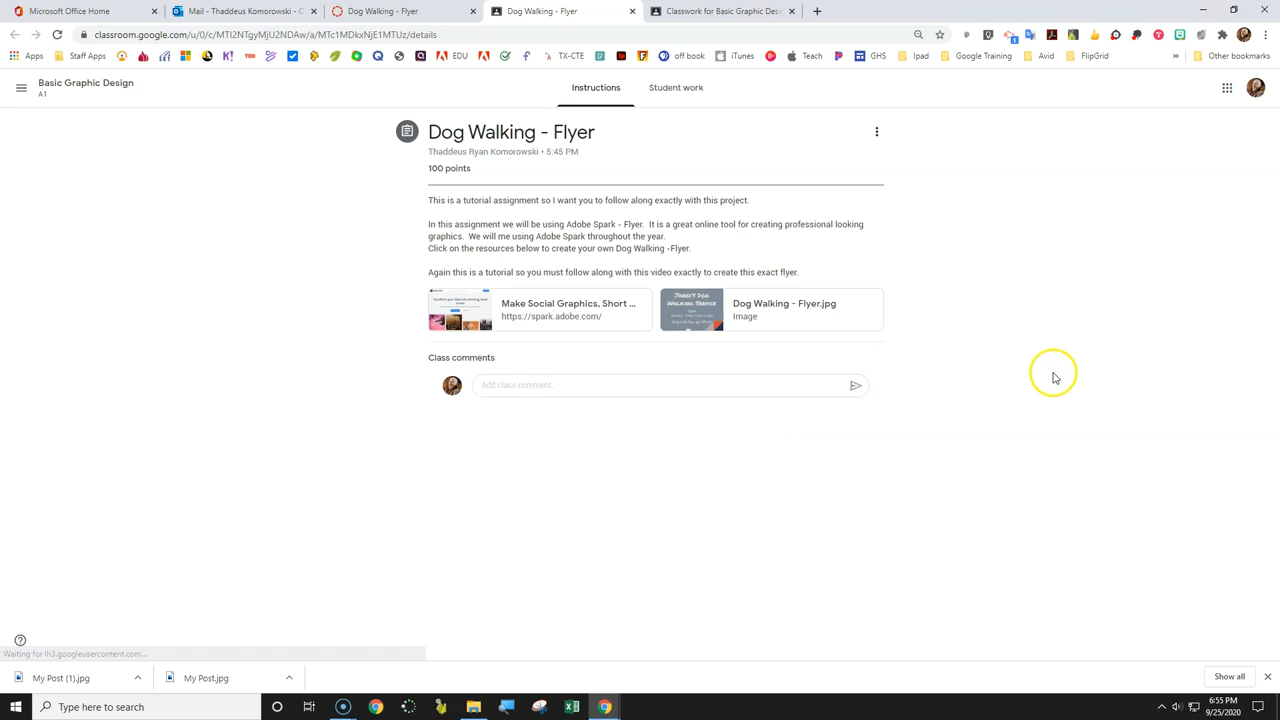 Microsoft Office Home
Mail - Thaddeus Komorowski - O
Dog Walking - Flyer
Dog Walking - Flyer
Classwork for Basic Graphic Desi
classroom.google.com/u/0/c/MTI2NTgyMjU2NDAw/a/MTc1MDkxNjE1MTUz/details
Apps
Staff Apps
EDU
TX-CTE
off book
iTunes
Teach
GHS
Ipad
Google Training
Avid
FlipGrid
Other bookmarks
Basic Graphic Design
A1
Instructions
Student work
Dog Walking - Flyer
Thaddeus Ryan Komorowski • 5:45 PM
100 points
This is a tutorial assignment so I want you to follow along exactly with this project.
In this assignment we will be using Adobe Spark - Flyer. It is a great online tool for creating professional looking
graphics. We will me using Adobe Spark throughout the year.
Click on the resources below to create your own Dog Walking -Flyer.
Again this is a tutorial so you must follow along with this video exactly to create this exact flyer.
Make Social Graphics, Short ...
https://spark.adobe.com/
Jared's Dog
Walking Service
Dog Walking - Flyer.jpg
Image
Class comments
Add class comment...
Waiting for lh3.googleusercontent.com...
My Post (1).jpg
My Post.jpg
Show all
Type here to search
6:55 PM
9/25/2020